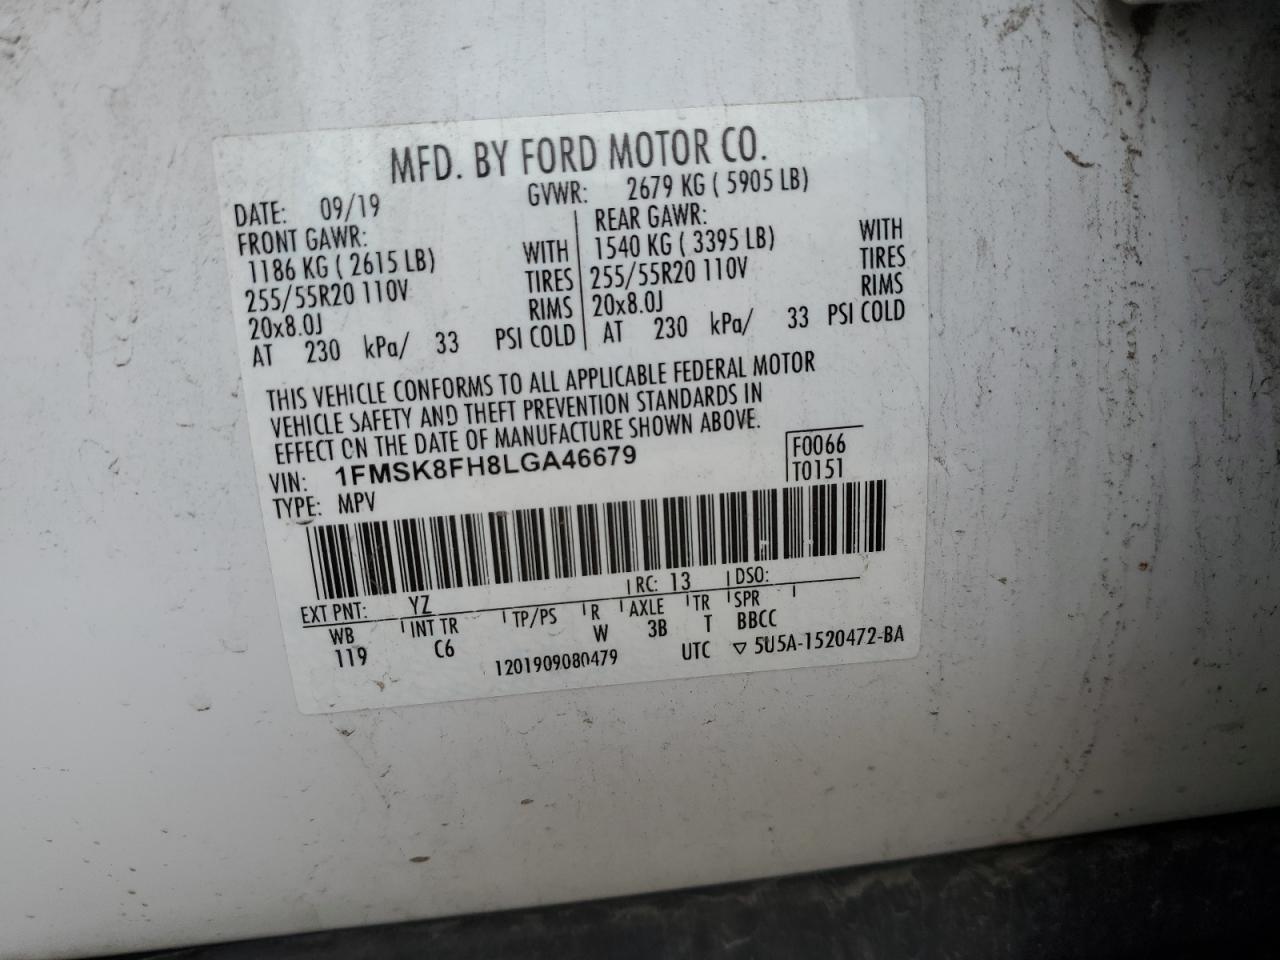 MFD. BY FORD MOTOR CO.
DATE: 09/19 GVWR: 2679 KG ( 5905 LB)
FRONT GAWR: REAR GAWR:
1186 KG ( 2615 LB) WITH 1540 KG ( 3395 LB) WITH
255/55R20 110V TIRES 255/55R20 110V TIRES
20x8.0J RIMS 20x8.0J RIMS
AT 230 kPa/ 33 PSI COLD AT 230 kPa/ 33 PSI COLD
THIS VEHICLE CONFORMS TO ALL APPLICABLE FEDERAL MOTOR
VEHICLE SAFETY AND THEFT PREVENTION STANDARDS IN
EFFECT ON THE DATE OF MANUFACTURE SHOWN ABOVE.
VIN: 1FMSK8FH8LGA46679 F0066
TYPE: MPV T0151
EXT PNT: YZ RC: 13 DSO:
WB INT TR TP/PS R AXLE TR SPR
119 C6 W 3B T BBCC
1201909080479 UTC ▽ 5U5A-1520472-BA